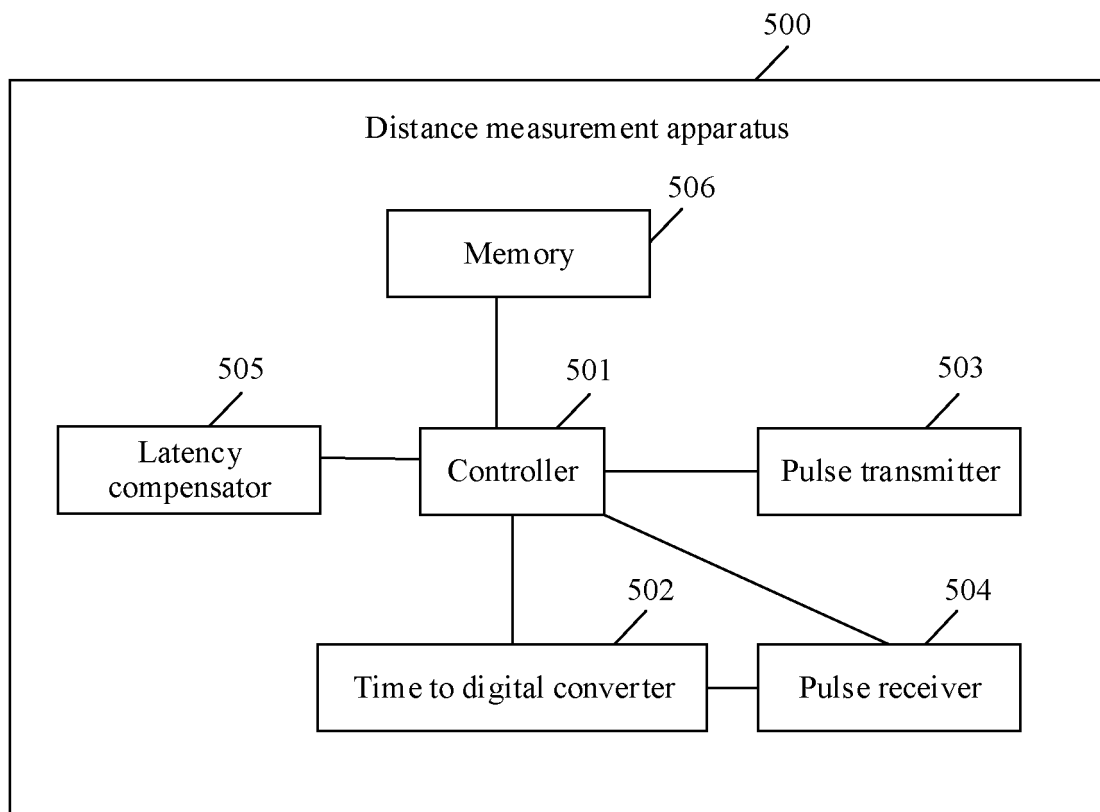 500
Distance measurement apparatus
506
Memory
505
501
503
Latency
compensator
Controller
Pulse transmitter
502
504
Time to digital converter
Pulse receiver